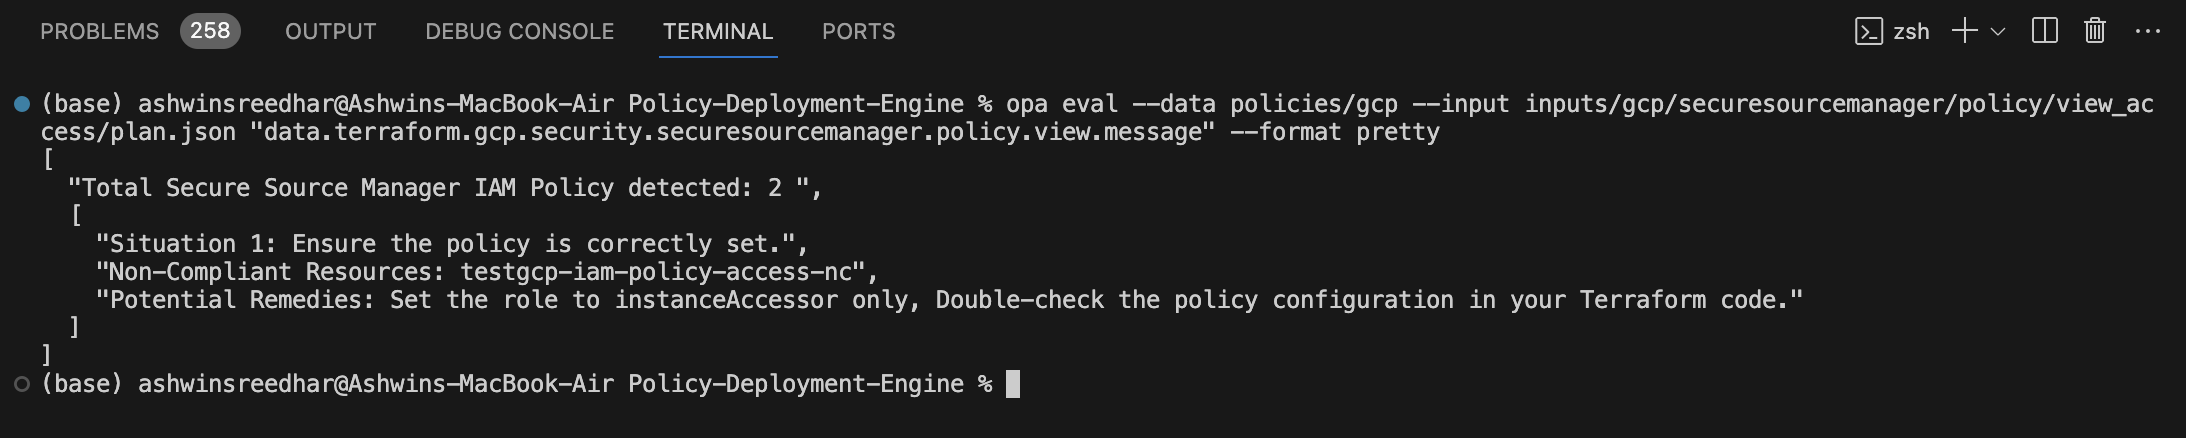 PROBLEMS 258 OUTPUT DEBUG CONSOLE TERMINAL PORTS zsh
(base) ashwinsreedhar@Ashwins-MacBook-Air Policy-Deployment-Engine % opa eval --data policies/gcp --input inputs/gcp/securesourcemanager/policy/view_ac
cess/plan.json "data.terraform.gcp.security.securesourcemanager.policy.view.message" --format pretty
[
"Total Secure Source Manager IAM Policy detected: 2 ",
[
"Situation 1: Ensure the policy is correctly set.",
"Non-Compliant Resources: testgcp-iam-policy-access-nc",
"Potential Remedies: Set the role to instanceAccessor only, Double-check the policy configuration in your Terraform code."
]
]
(base) ashwinsreedhar@Ashwins-MacBook-Air Policy-Deployment-Engine %